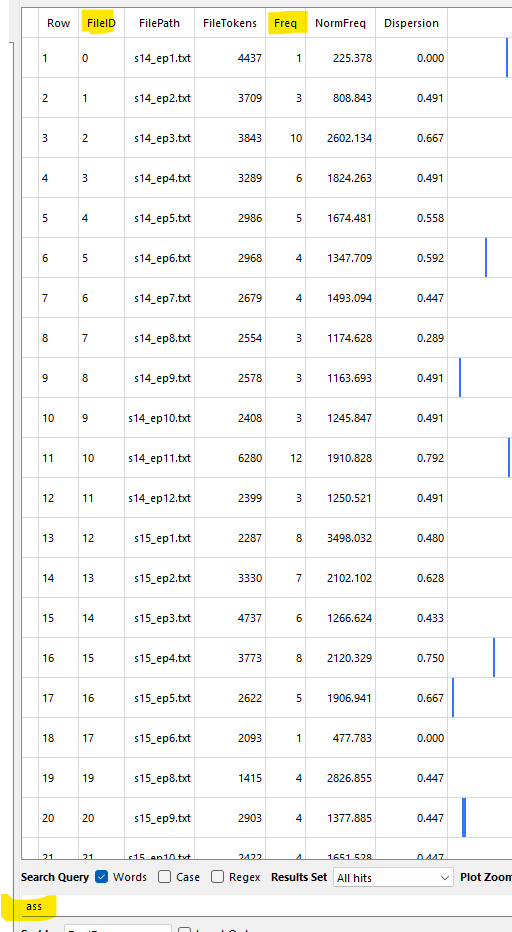 Row FileID FilePath FileTokens Freq NormFreq Dispersion
1 0 s14_ep1.txt 4437 1 225.378 0.000
2 1 s14_ep2.txt 3709 3 808.843 0.491
3 2 s14_ep3.txt 3843 10 2602.134 0.667
4 3 s14_ep4.txt 3289 6 1824.263 0.491
5 4 s14_ep5.txt 2986 5 1674.481 0.558
6 5 s14_ep6.txt 2968 4 1347.709 0.592
7 6 s14_ep7.txt 2679 4 1493.094 0.447
8 7 s14_ep8.txt 2554 3 1174.628 0.289
9 8 s14_ep9.txt 2578 3 1163.693 0.491
10 9 s14_ep10.txt 2408 3 1245.847 0.491
11 10 s14_ep11.txt 6280 12 1910.828 0.792
12 11 s14_ep12.txt 2399 3 1250.521 0.491
13 12 s15_ep1.txt 2287 8 3498.032 0.480
14 13 s15_ep2.txt 3330 7 2102.102 0.628
15 14 s15_ep3.txt 4737 6 1266.624 0.433
16 15 s15_ep4.txt 3773 8 2120.329 0.750
17 16 s15_ep5.txt 2622 5 1906.941 0.667
18 17 s15_ep6.txt 2093 1 477.783 0.000
19 19 s15_ep8.txt 1415 4 2826.855 0.447
20 20 s15_ep9.txt 2903 4 1377.885 0.447
21 21 s15_ep10.txt 2422 4 1651.528 0.447
Search Query Words Case Regex Results Set All hits Plot Zoom
ass